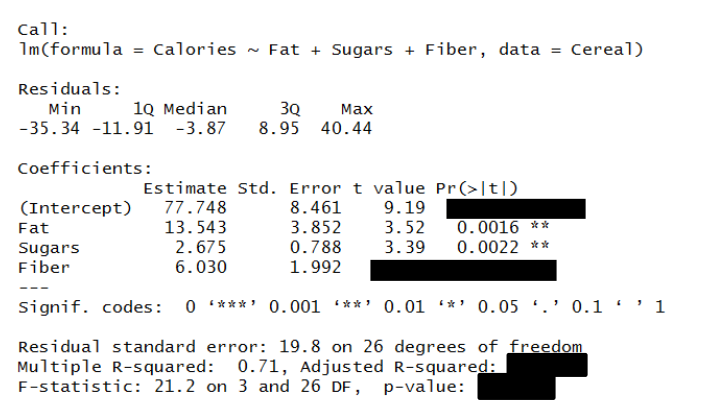 Call:
lm(formula = Calories ~ Fat + Sugars + Fiber, data = Cereal)
Residuals:
Min 1Q Median 3Q Max
-35.34 -11.91 -3.87 8.95 40.44
Coefficients:
Estimate Std. Error t value Pr(>|t|)
(Intercept) 77.748 8.461 9.19
Fat 13.543 3.852 3.52 0.0016 **
Sugars 2.675 0.788 3.39 0.0022 **
Fiber 6.030 1.992
---
Signif. codes: 0 ‘***’ 0.001 ‘**’ 0.01 ‘*’ 0.05 ‘.’ 0.1 ‘ ’ 1
Residual standard error: 19.8 on 26 degrees of freedom
Multiple R-squared: 0.71, Adjusted R-squared:
F-statistic: 21.2 on 3 and 26 DF, p-value: